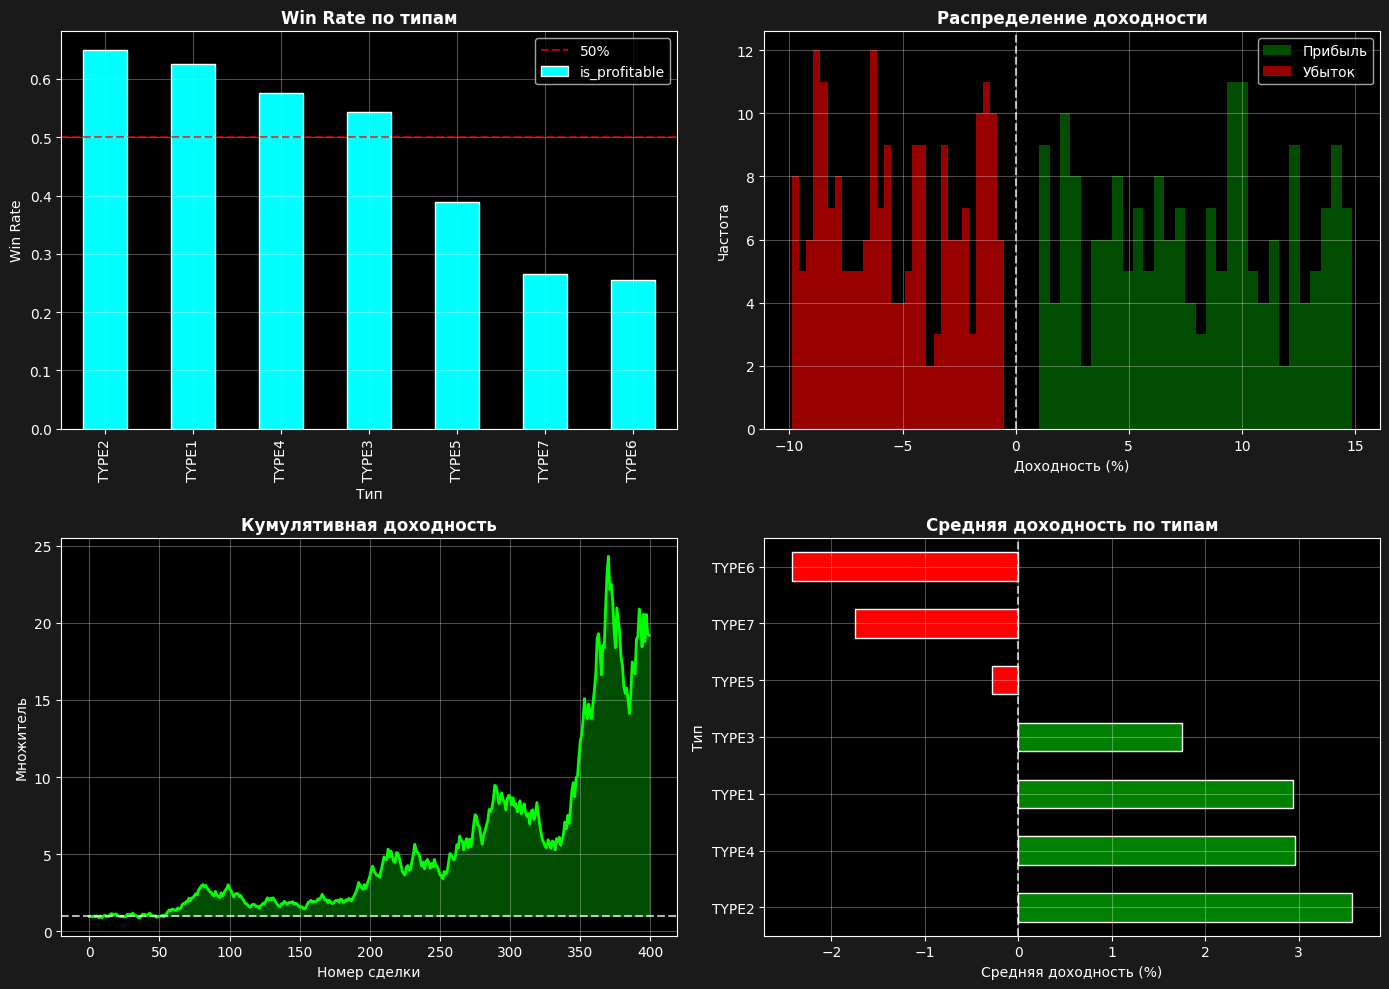 Win Rate по типам
50%
is_profitable
Win Rate
0.6
0.5
0.4
0.3
0.2
0.1
0.0
TYPE2
TYPE1
TYPE4
TYPE3
TYPE5
TYPE7
TYPE6
Тип
Распределение доходности
Прибыль
Убыток
Частота
12
10
8
6
4
2
0
−10
−5
0
5
10
15
Доходность (%)
Кумулятивная доходность
Множитель
25
20
15
10
5
0
0
50
100
150
200
250
300
350
400
Номер сделки
Средняя доходность по типам
Тип
TYPE6
TYPE7
TYPE5
TYPE3
TYPE1
TYPE4
TYPE2
−2
−1
0
1
2
3
Средняя доходность (%)